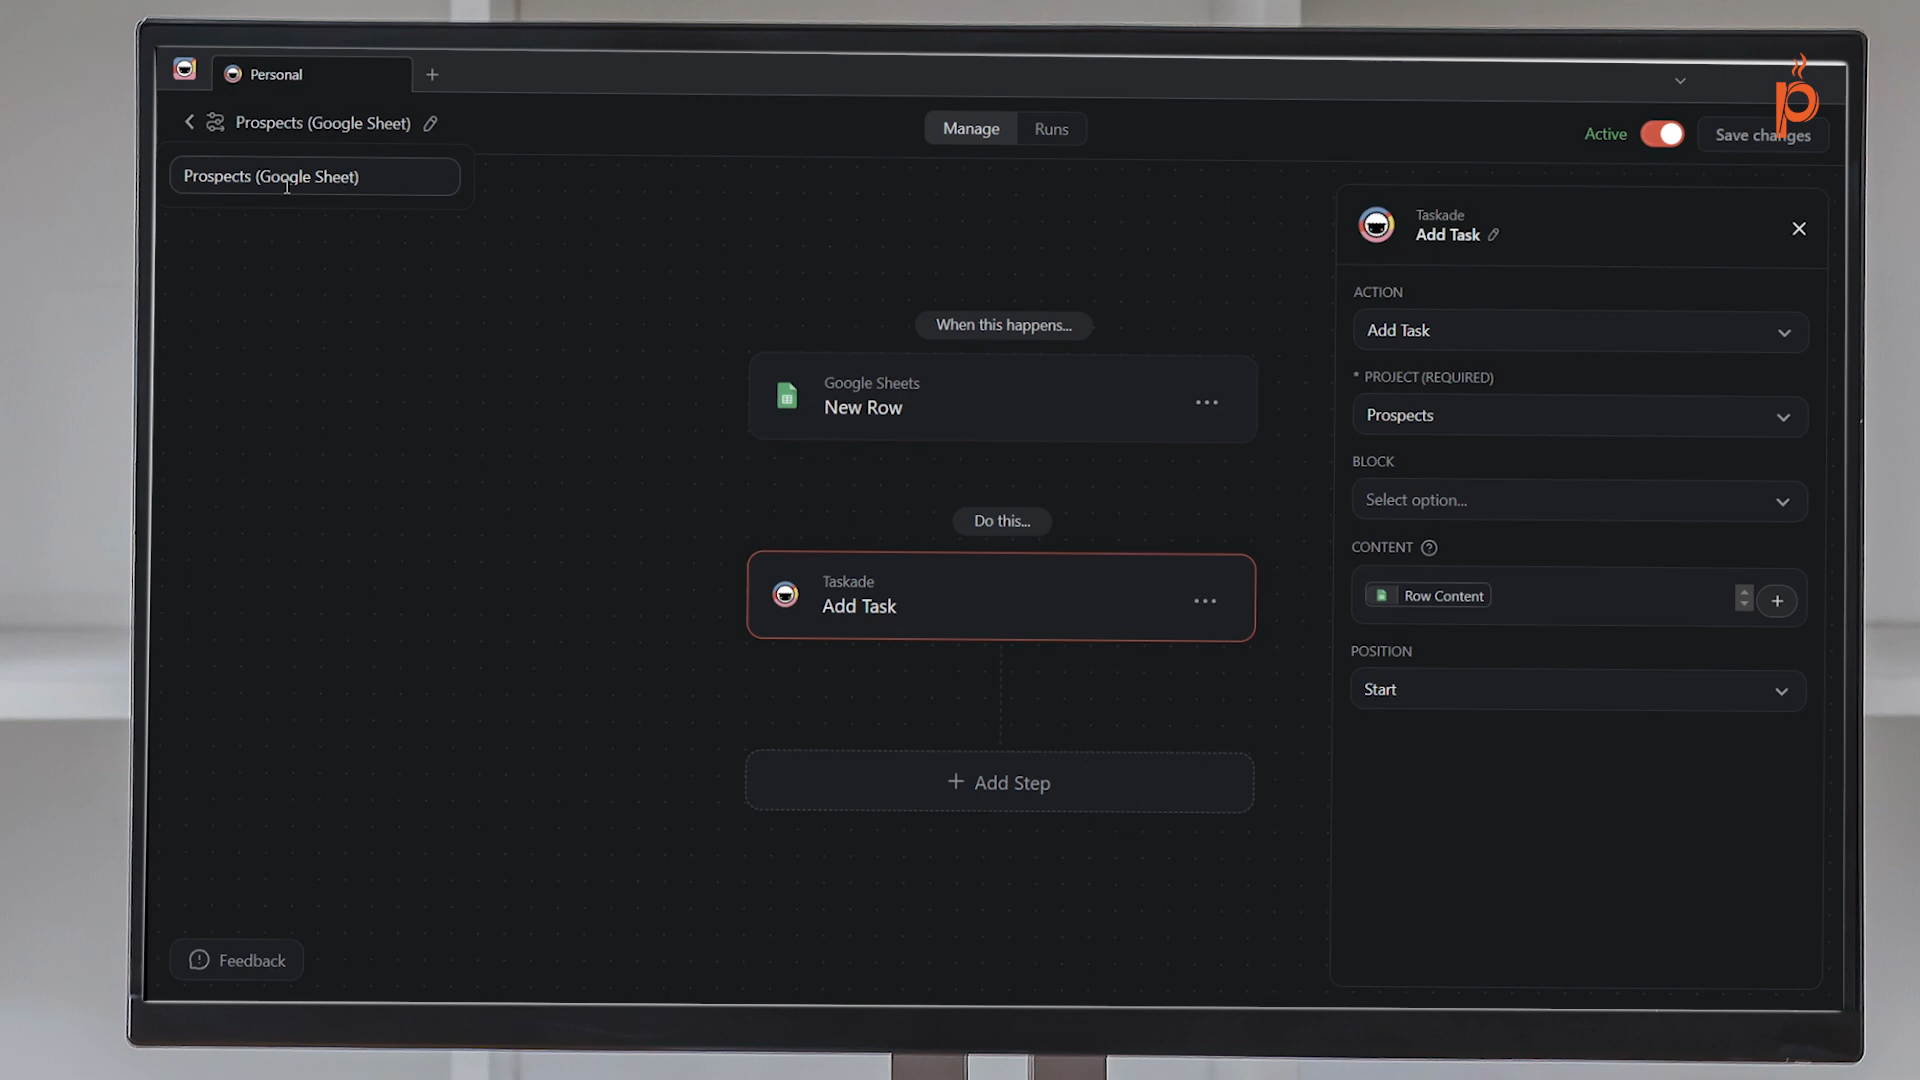 Personal
Prospects (Google Sheet)
Manage
Runs
Active
Save changes
Prospects (Google Sheet)
Taskade
Add Task
ACTION
Add Task
* PROJECT (REQUIRED)
Prospects
BLOCK
Select option...
CONTENT
Row Content
POSITION
Start
When this happens...
Google Sheets
New Row
Do this...
Taskade
Add Task
+ Add Step
Feedback
p